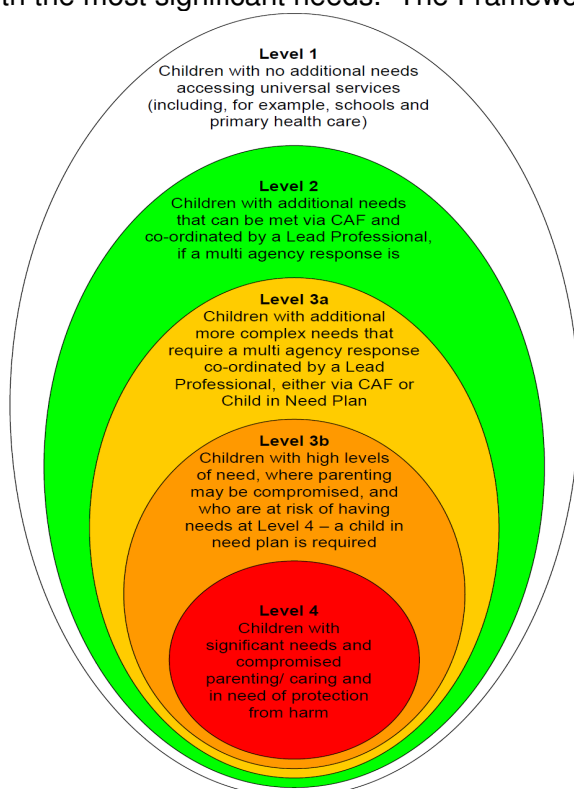 th the most significant needs. The Framewo
Level 1
Children with no additional needs
accessing universal services
(including, for example, schools and
primary health care)
Level 2
Children with additional needs
that can be met via CAF and
co-ordinated by a Lead Professional,
if a multi agency response is
Level 3a
Children with additional
more complex needs that
require a multi agency response
co-ordinated by a Lead
Professional, either via CAF or
Child in Need Plan
Level 3b
Children with high levels
of need, where parenting
may be compromised, and
who are at risk of having
needs at Level 4 – a child in
need plan is required
Level 4
Children with
significant needs and
compromised
parenting/ caring and
in need of protection
from harm